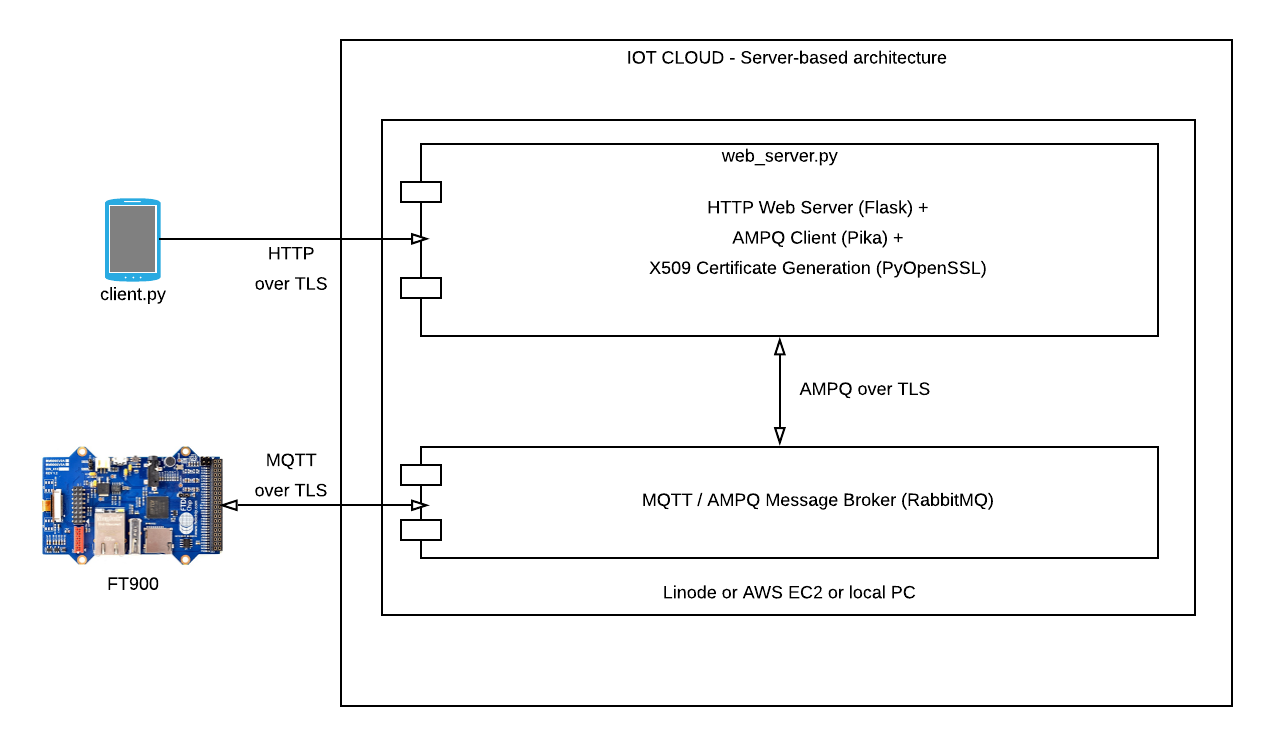 IOT CLOUD - Server-based architecture
web_server.py
HTTP Web Server (Flask) +
AMPQ Client (Pika) +
X509 Certificate Generation (PyOpenSSL)
HTTP
over TLS
client.py
AMPQ over TLS
MQTT
over TLS
MQTT / AMPQ Message Broker (RabbitMQ)
FT900
Linode or AWS EC2 or local PC